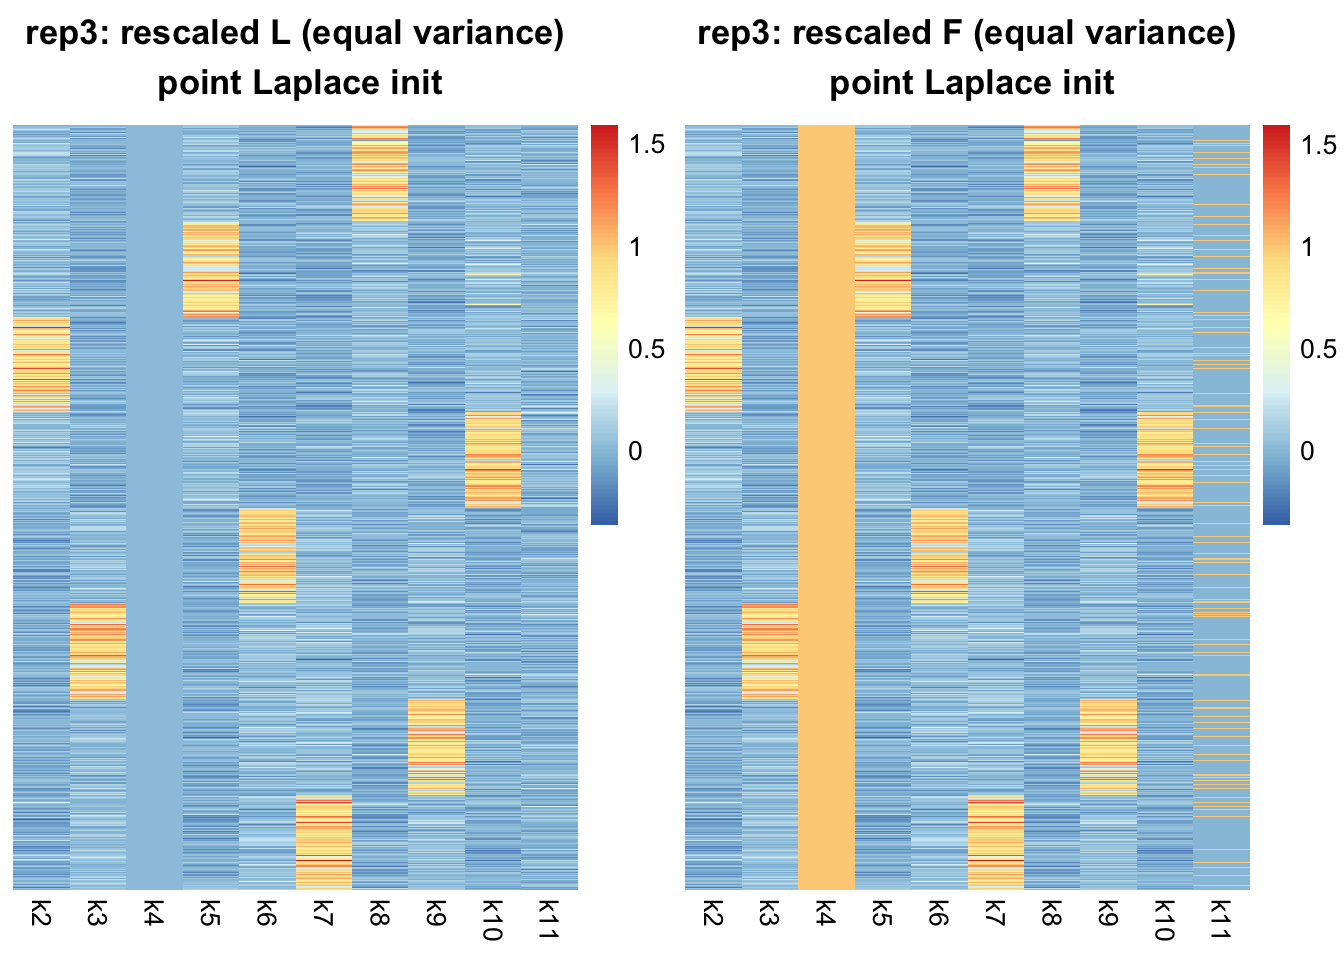 rep3: rescaled L (equal variance)
point Laplace init
1.5
1
0.5
0
k2
k3
k4
k5
k6
k7
k8
k9
k10
k11
rep3: rescaled F (equal variance)
point Laplace init
1.5
1
0.5
0
k2
k3
k4
k5
k6
k7
k8
k9
k10
k11